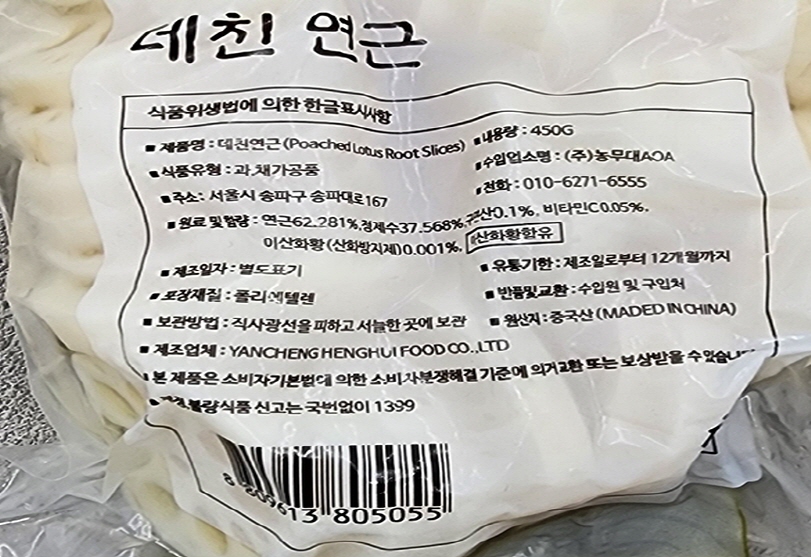 데친 연근
식품위생법에 의한 한글표시사항
■ 제품명 : 데친연근 (Poached Lotus Root Slices) ■ 내용량 : 450G
■ 식품유형 : 과.채가공품 ■ 수입업소명 : (주)농무대AOA
■ 주소: 서울시 송파구 송파대로167 ■ 전화 : 010-6271-6555
■ 원료 및 함량 : 연근62.281%,정제수37.568%,구연산0.1%, 비타민C0.05%,
이산화황 (산화방지제)0.001%, 이산화황함유
■ 제조일자 : 별도표기 ■ 유통기한 : 제조일로부터 12개월까지
■ 포장재질 : 폴리에텔렌 ■ 반품및교환 : 수입원 및 구입처
■ 보관방법 : 직사광선을 피하고 서늘한 곳에 보관 ■ 원산지 : 중국산 (MADED IN CHINA)
■ 제조업체 : YANCHENG HENGHUI FOOD CO.,LTD
본 제품은 소비자기본법에 의한 소비자분쟁해결 기준에 의거교환 또는 보상받을 수 있습니
불량식품 신고는 국번없이 1399
13 805055